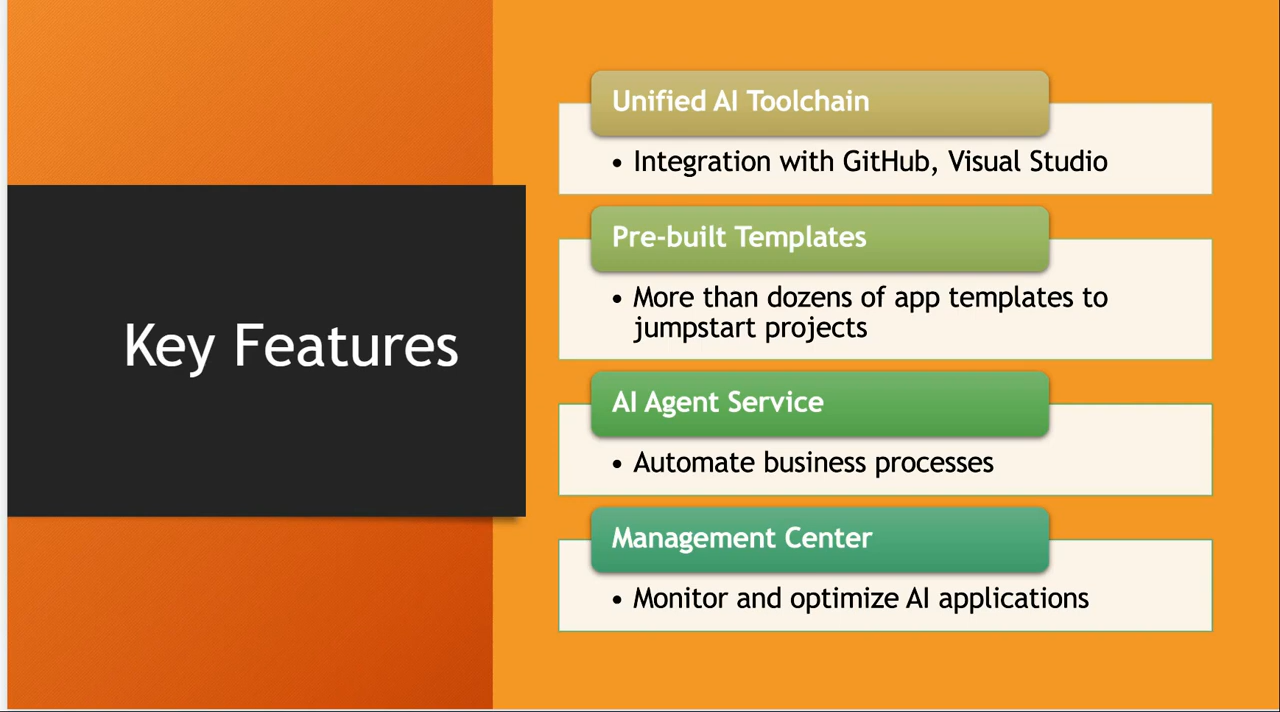 Key Features
Unified AI Toolchain
• Integration with GitHub, Visual Studio
Pre-built Templates
• More than dozens of app templates to
jumpstart projects
AI Agent Service
• Automate business processes
Management Center
• Monitor and optimize AI applications